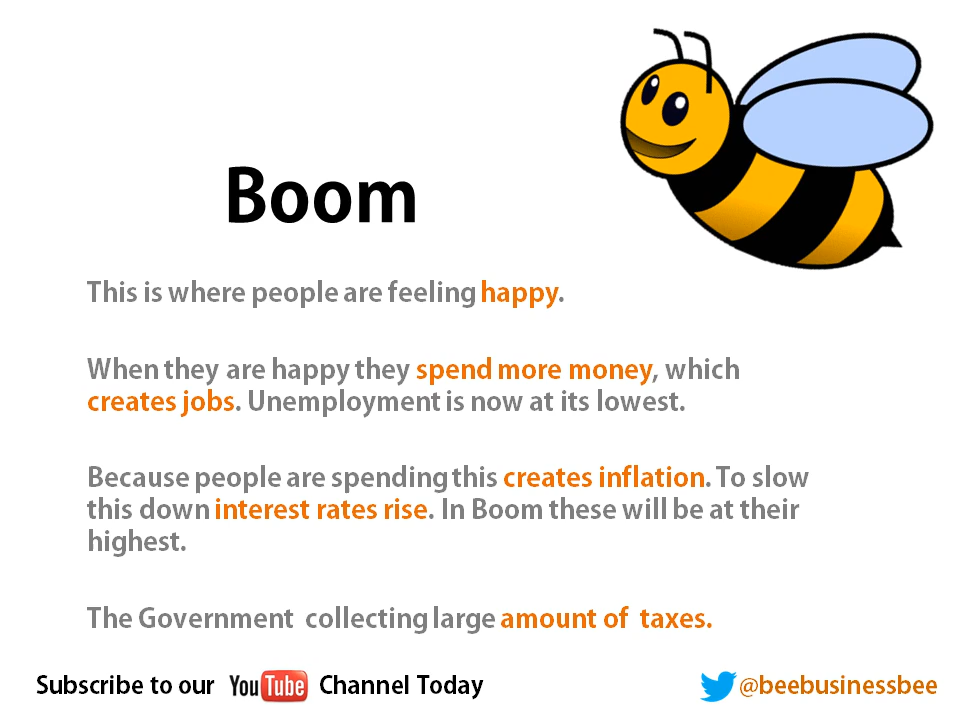 Boom
This is where people are feeling happy.
When they are happy they spend more money, which
creates jobs. Unemployment is now at its lowest.
Because people are spending this creates inflation. To slow
this down interest rates rise. In Boom these will be at their
highest.
The Government collecting large amount of taxes.
Subscribe to our YouTube Channel Today
@beebusinessbee